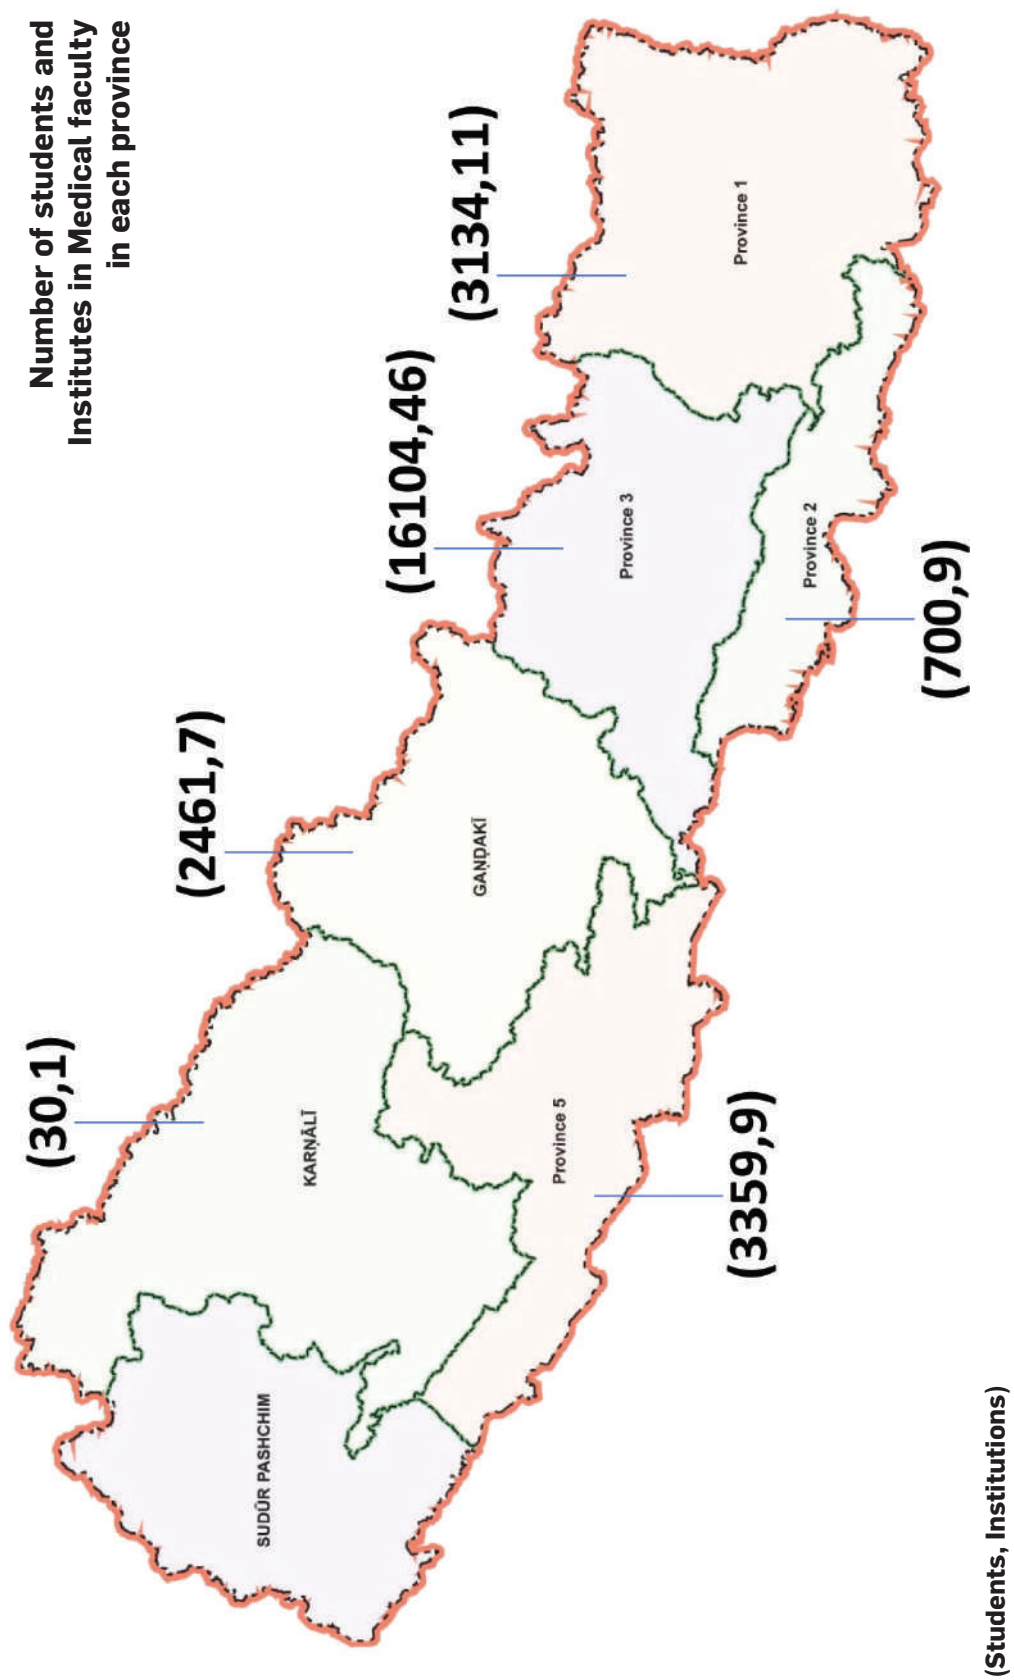 Number of students and
Institutes in Medical faculty
in each province
(30,1)
(2461,7)
(16104,46)
(3134,11)
SUDŪR PASHCHIM
KARṆĀLĪ
GAṆḌAKĪ
Province 3
Province 1
Province 5
Province 2
(3359,9)
(700,9)
(Students, Institutions)